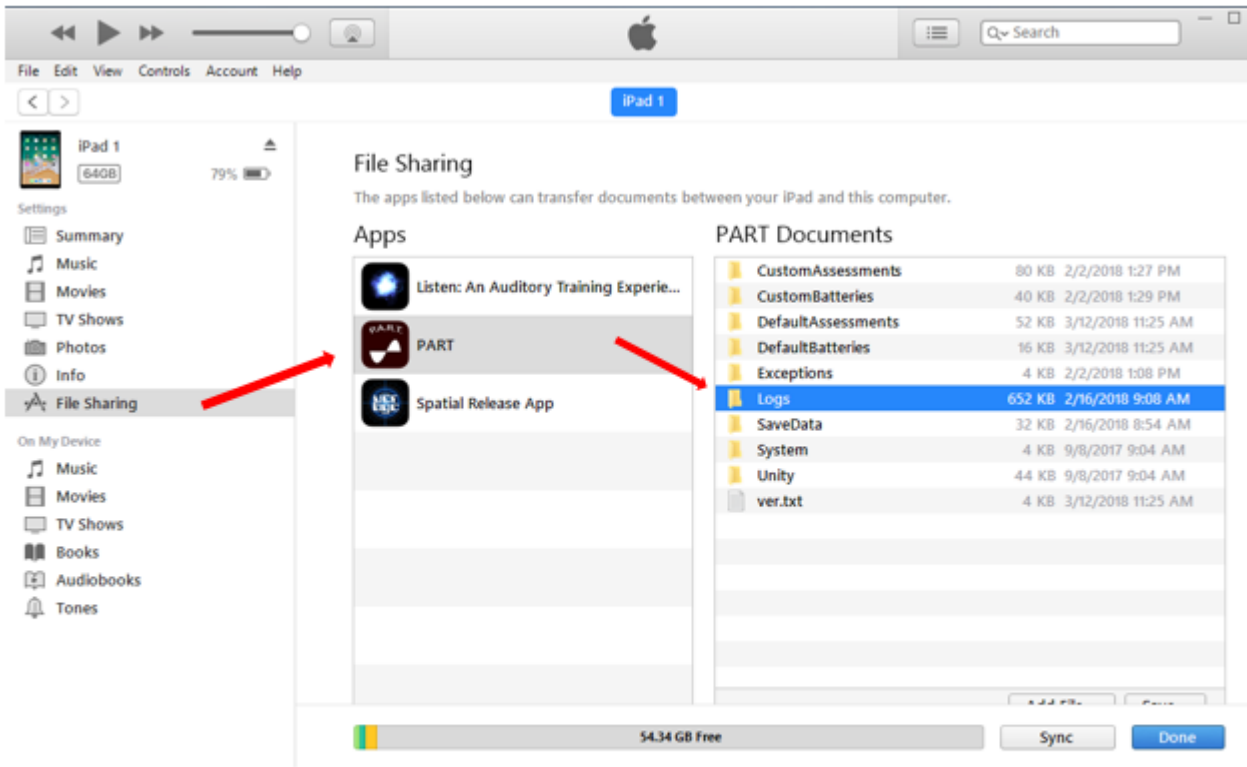 Search
File Edit View Controls Account Help
iPad 1
iPad 1
64GB 79%
Settings
Summary
Music
Movies
TV Shows
Photos
Info
File Sharing
On My Device
Music
Movies
TV Shows
Books
Audiobooks
Tones
File Sharing
The apps listed below can transfer documents between your iPad and this computer.
Apps
Listen: An Auditory Training Experie...
P.A.R.T.
PART
Spatial Release App
PART Documents
CustomAssessments 80 KB 2/2/2018 1:27 PM
CustomBatteries 40 KB 2/2/2018 1:29 PM
DefaultAssessments 52 KB 3/12/2018 11:25 AM
DefaultBatteries 16 KB 3/12/2018 11:25 AM
Exceptions 4 KB 2/2/2018 1:08 PM
Logs 652 KB 2/16/2018 9:08 AM
SaveData 32 KB 2/16/2018 8:54 AM
System 4 KB 9/8/2017 9:04 AM
Unity 44 KB 9/8/2017 9:04 AM
ver.txt 4 KB 3/12/2018 11:25 AM
54.34 GB Free
Sync Done